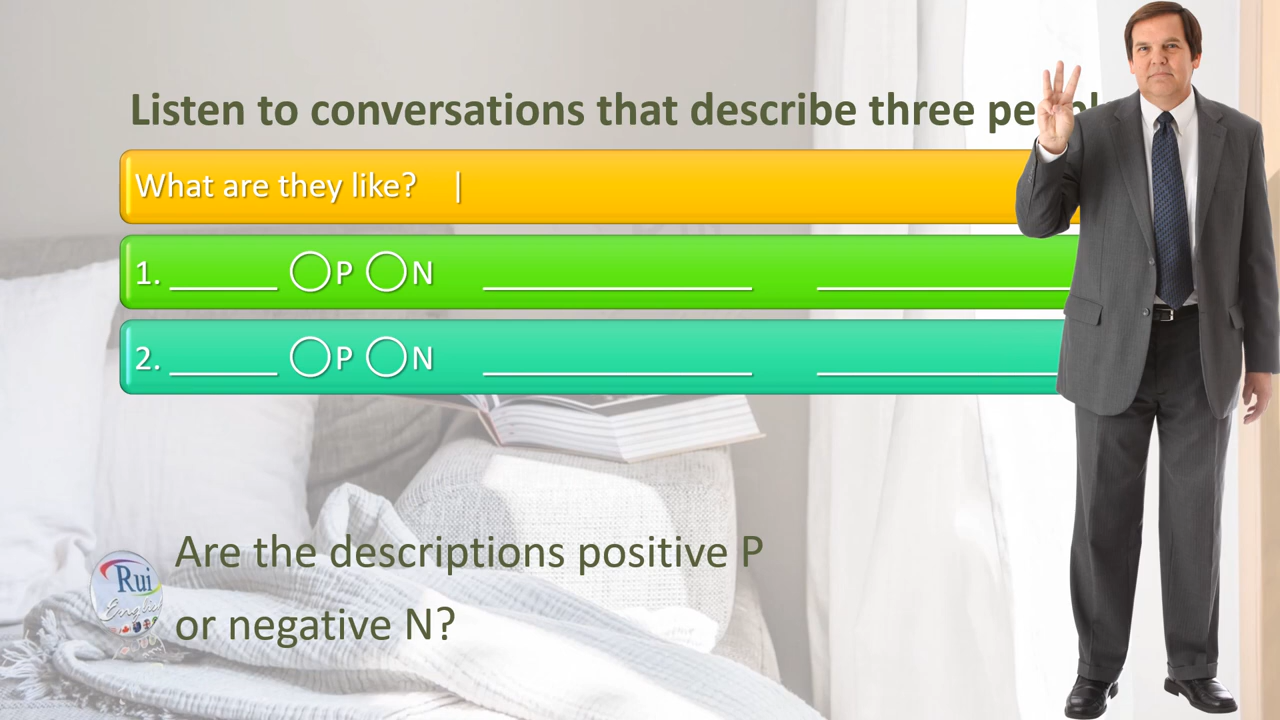 Listen to conversations that describe three
What are they like? |
1. ______ ◯P ◯N ______________ ______________
2. ______ ◯P ◯N ______________ ______________
Are the descriptions positive P
or negative N?
Rui
English